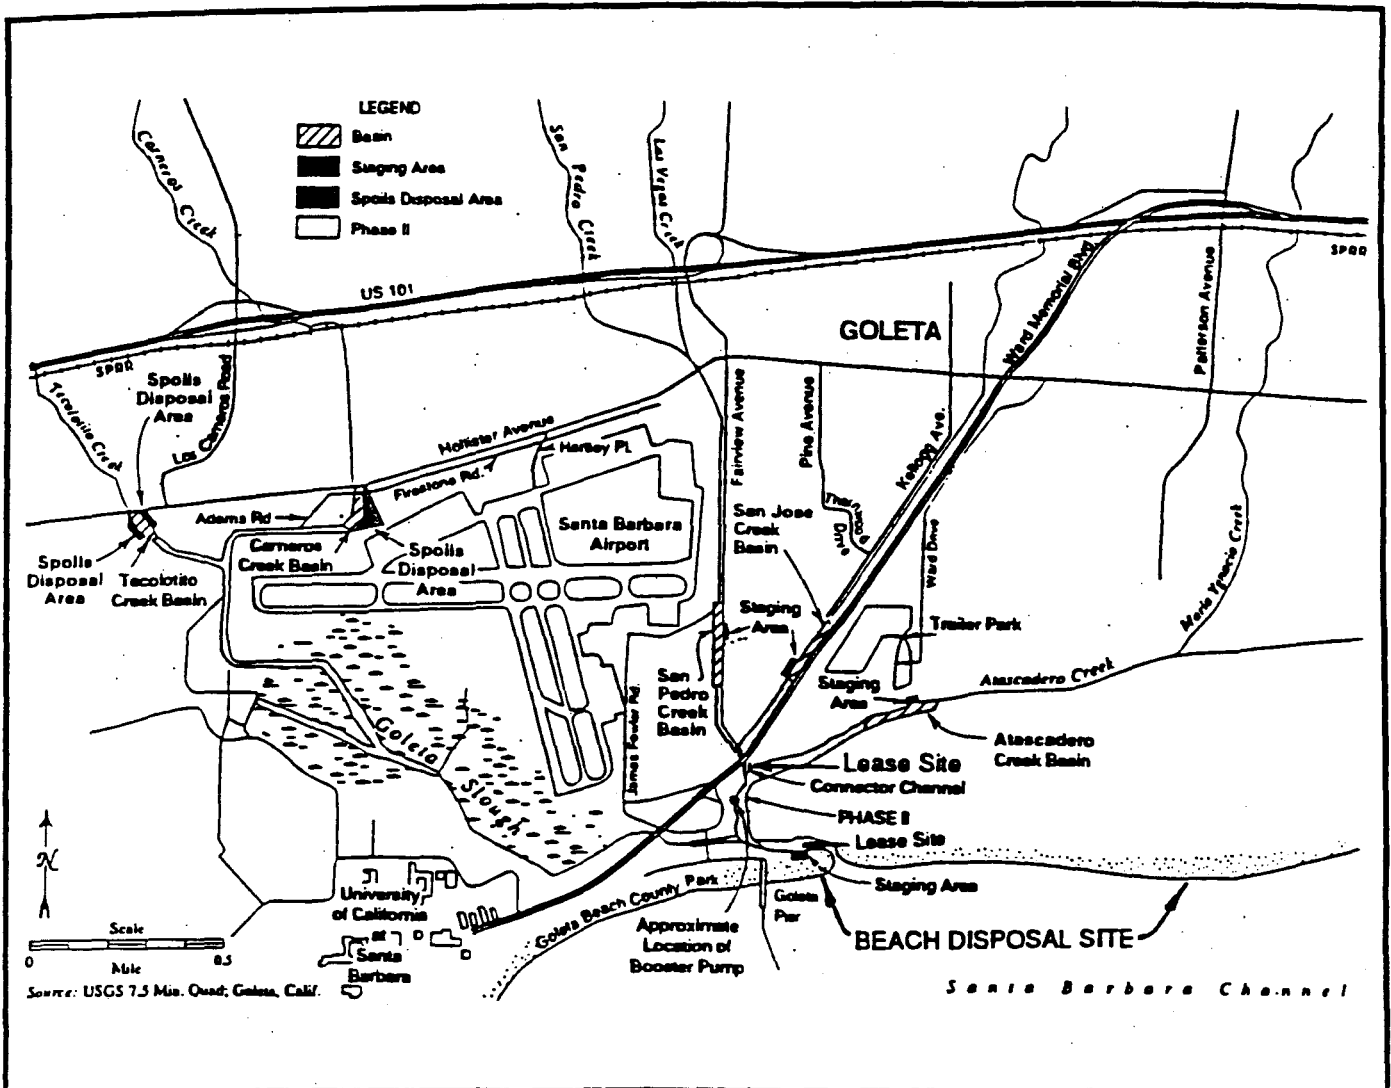 LEGEND
Basin
Staging Area
Spoils Disposal Area
Phase II
Carneros Creek
San Pedro Creek
Las Vegas Creek
US 101
SPRR
SPRR
GOLETA
Ward Memorial Blvd.
Patterson Avenue
Tecolotito Creek
Spoils
Disposal
Area
Los Carneros Road
Hollister Avenue
Firestone Rd.
Hartley Pl.
Fairview Avenue
Pine Avenue
Kellogg Ave.
Ward Drive
Maria Ygnacio Creek
Adams Rd
Carneros
Creek Basin
Spoils
Disposal
Area
Santa Barbara
Airport
San Jose
Creek
Basin
Drive
Spoils
Disposal
Area
Tecolotito
Creek Basin
Staging
Area
Trailer Park
San
Pedro
Creek
Basin
James Fowler Rd.
Staging
Area
Atascadero Creek
Atascadero
Creek Basin
Goleta
Slough
Lease Site
Connector Channel
PHASE II
Lease Site
Staging Area
N
University
of California
at
Santa
Barbara
Goleta Beach County Park
Goleta
Pier
Approximate
Location of
Booster Pump
BEACH DISPOSAL SITE
Scale
0 0.5
Mile
Source: USGS 7.5 Min. Quad; Goleta, Calif.
Santa Barbara Channel